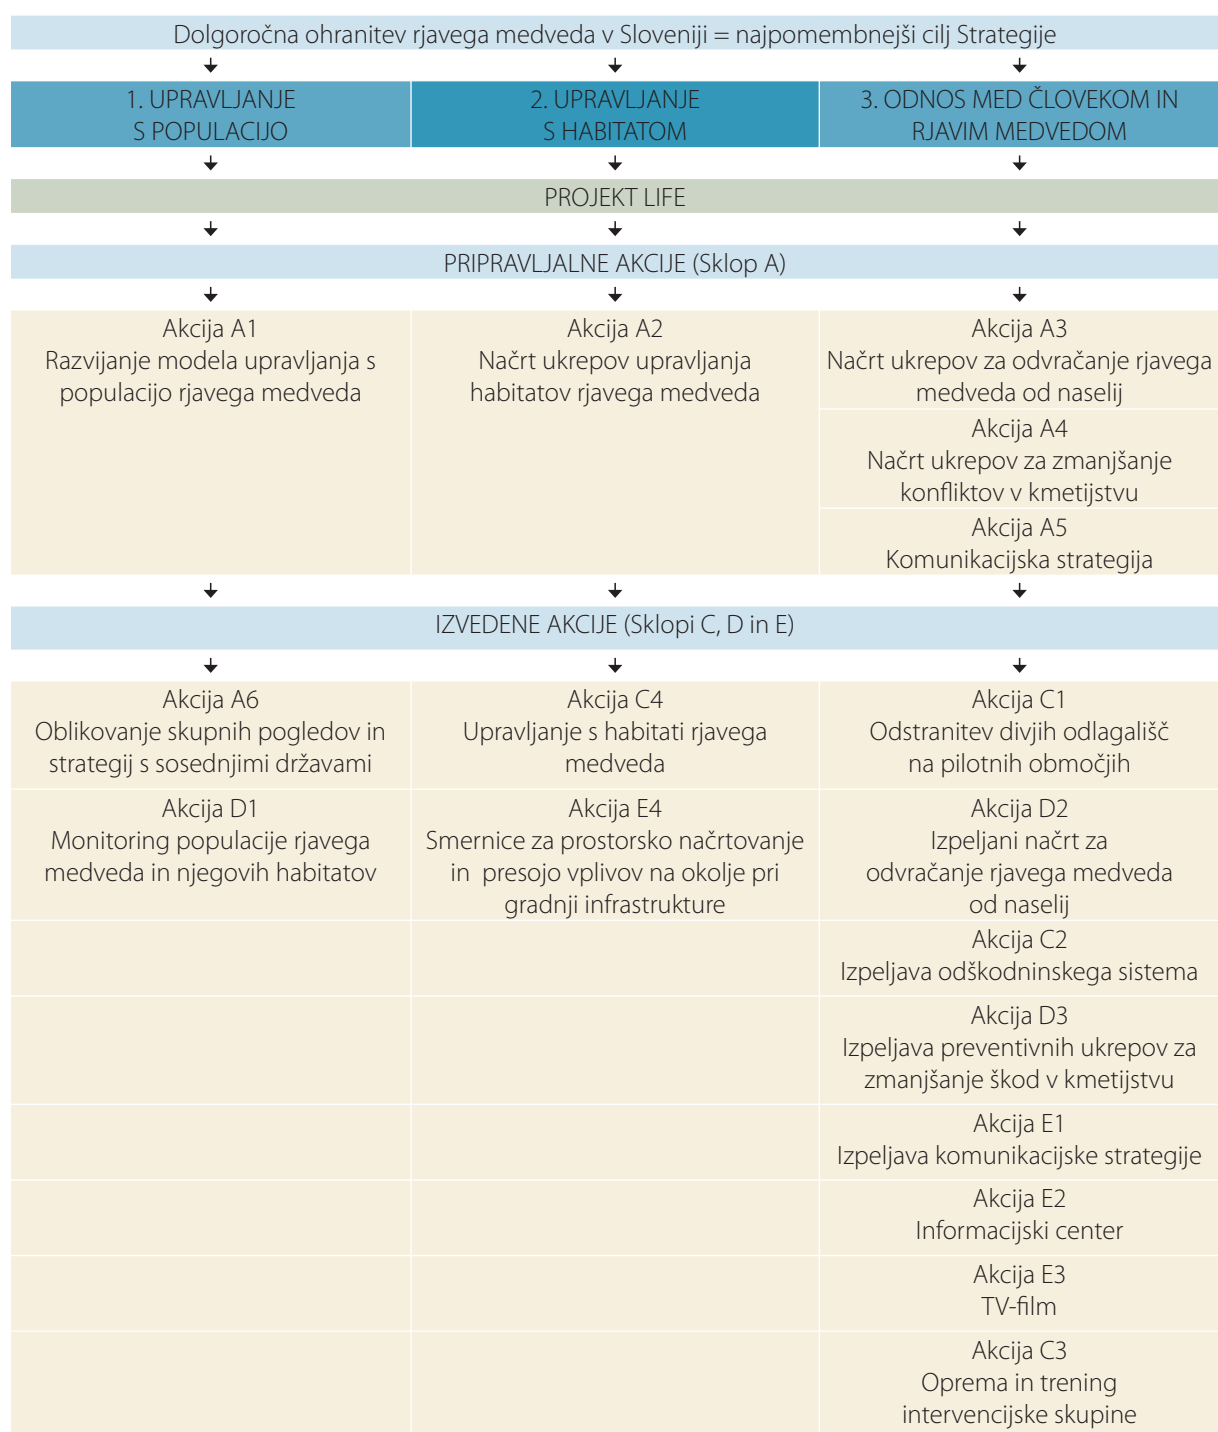 Dolgoročna ohranitev rjavega medveda v Sloveniji = najpomembnejši cilj Strategije
1. UPRAVLJANJE
S POPULACIJO
2. UPRAVLJANJE
S HABITATOM
3. ODNOS MED ČLOVEKOM IN
RJAVIM MEDVEDOM
PROJEKT LIFE
PRIPRAVLJALNE AKCIJE (Sklop A)
Akcija A1
Razvijanje modela upravljanja s
populacijo rjavega medveda
Akcija A2
Načrt ukrepov upravljanja
habitatov rjavega medveda
Akcija A3
Načrt ukrepov za odvračanje rjavega
medveda od naselij
Akcija A4
Načrt ukrepov za zmanjšanje
konfliktov v kmetijstvu
Akcija A5
Komunikacijska strategija
IZVEDENE AKCIJE (Sklopi C, D in E)
Akcija A6
Oblikovanje skupnih pogledov in
strategij s sosednjimi državami
Akcija C4
Upravljanje s habitati rjavega
medveda
Akcija C1
Odstranitev divjih odlagališč
na pilotnih območjih
Akcija D1
Monitoring populacije rjavega
medveda in njegovih habitatov
Akcija E4
Smernice za prostorsko načrtovanje
in presojo vplivov na okolje pri
gradnji infrastrukture
Akcija D2
Izpeljani načrt za
odvračanje rjavega medveda
od naselij
Akcija C2
Izpeljava odškodninskega sistema
Akcija D3
Izpeljava preventivnih ukrepov za
zmanjšanje škod v kmetijstvu
Akcija E1
Izpeljava komunikacijske strategije
Akcija E2
Informacijski center
Akcija E3
TV-film
Akcija C3
Oprema in trening
intervencijske skupine